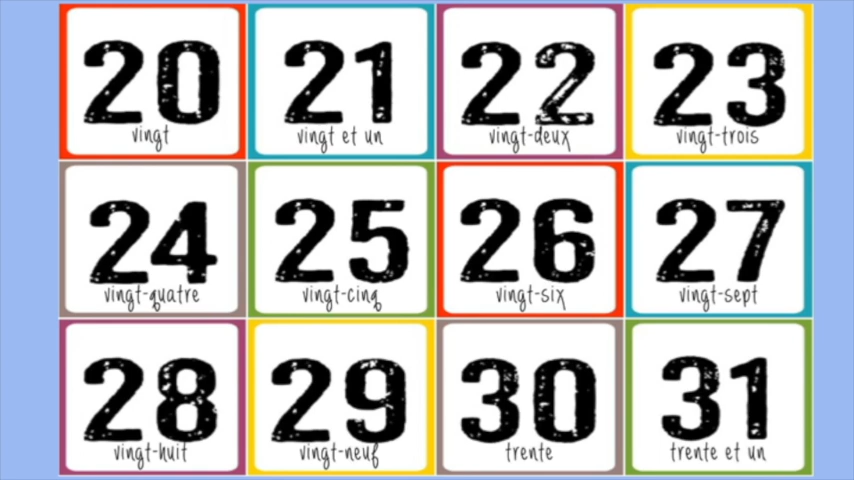 20 21 22 23
vingt vingt et un vingt-deux vingt-trois
24 25 26 27
vingt-quatre vingt-cinq vingt-six vingt-sept
28 29 30 31
vingt-huit vingt-neuf trente trente et un